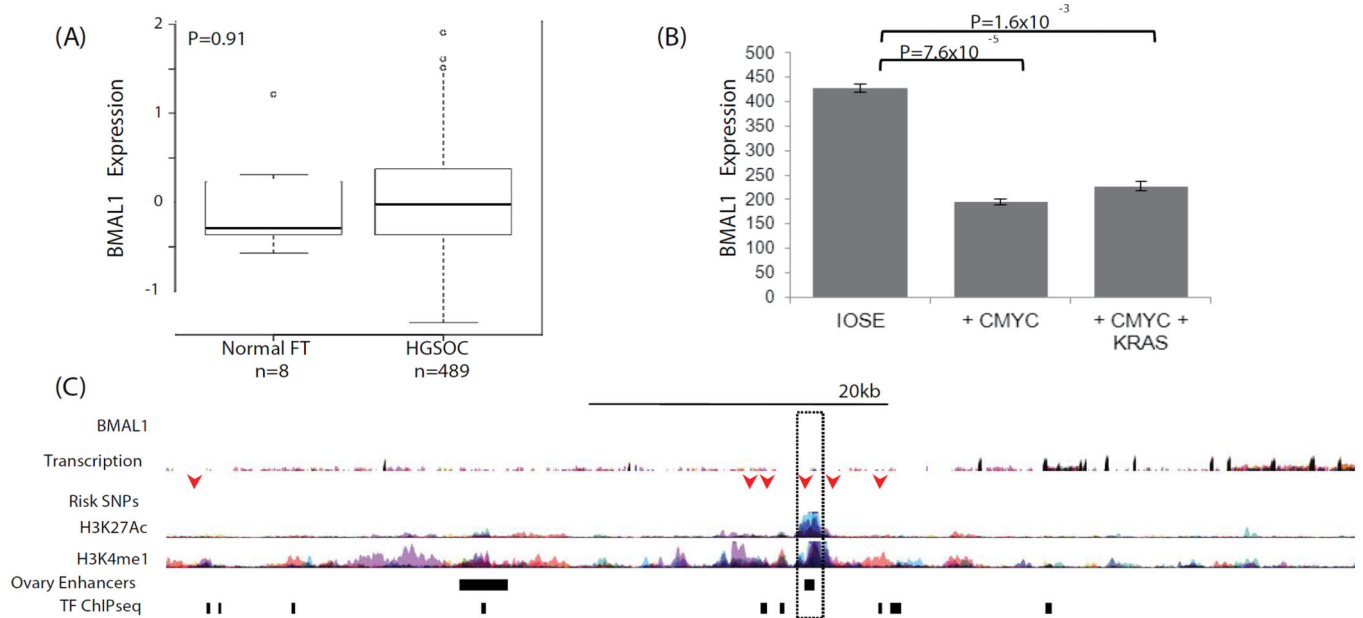 (A)
P=0.91
BMAL1 Expression
2
1
0
-1
Normal FT
n=8
HGSOC
n=489
(B)
P=1.6x10 -3
P=7.6x10 -5
BMAL1 Expression
500
450
400
350
300
250
200
150
100
50
0
IOSE
+ CMYC
+ CMYC +
KRAS
(C)
20kb
BMAL1
Transcription
Risk SNPs
H3K27Ac
H3K4me1
Ovary Enhancers
TF ChIPseq